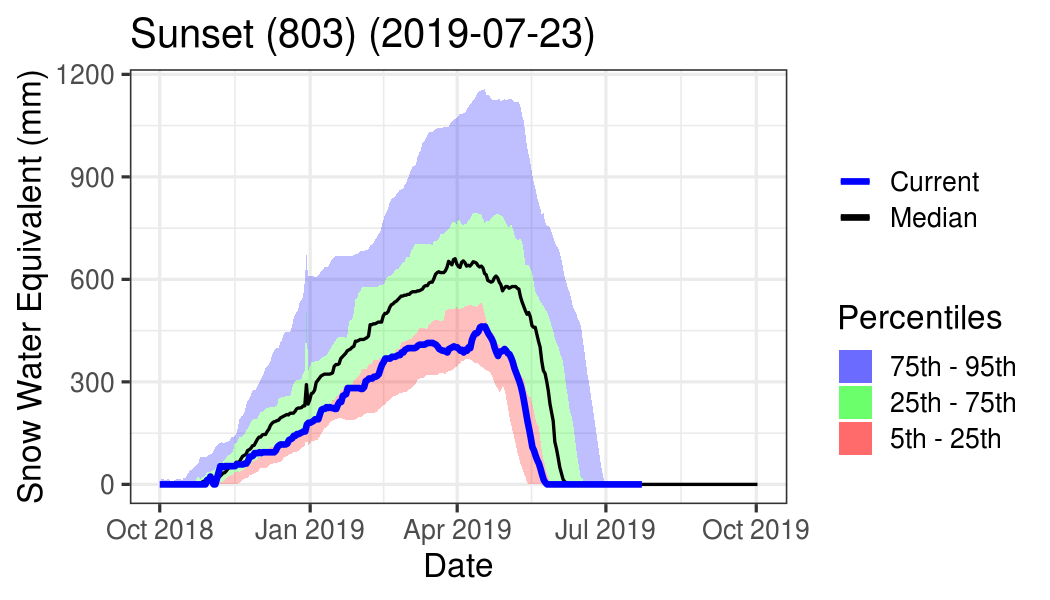 Sunset (803) (2019-07-23)
Snow Water Equivalent (mm)
1200
900
600
300
0
Oct 2018 Jan 2019 Apr 2019 Jul 2019 Oct 2019
Date
Current
Median
Percentiles
75th - 95th
25th - 75th
5th - 25th